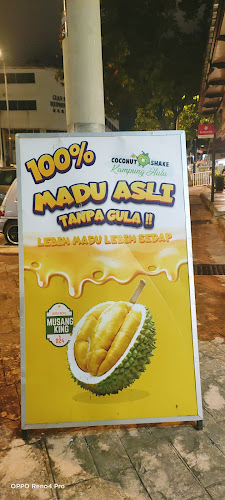 COCONUT SHAKE
Kampung Hulu
100%
MADU ASLI
TANPA GULA !!
LEBIH MADU LEBIH SEDAP
MUSANG
KING
OPPO Reno4 Pro